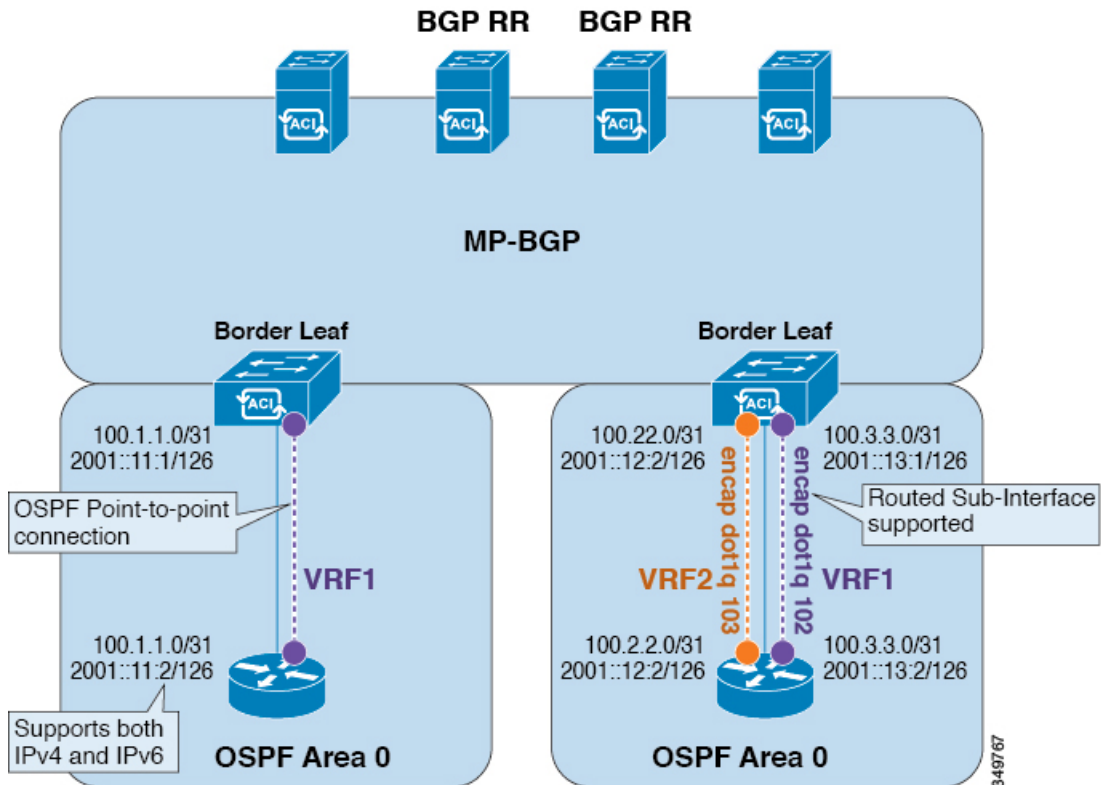 BGP RR
BGP RR
ACI
ACI
ACI
ACI
MP-BGP
Border Leaf
Border Leaf
ACI
ACI
100.1.1.0/31
2001::11:1/126
100.22.0/31
2001::12:2/126
100.3.3.0/31
2001::13:1/126
OSPF Point-to-point
connection
Routed Sub-Interface
supported
encap dot1q 103
encap dot1q 102
VRF1
VRF2
VRF1
100.1.1.0/31
2001::11:2/126
100.2.2.0/31
2001::12:2/126
100.3.3.0/31
2001::13:2/126
Supports both
IPv4 and IPv6
OSPF Area 0
OSPF Area 0
349767